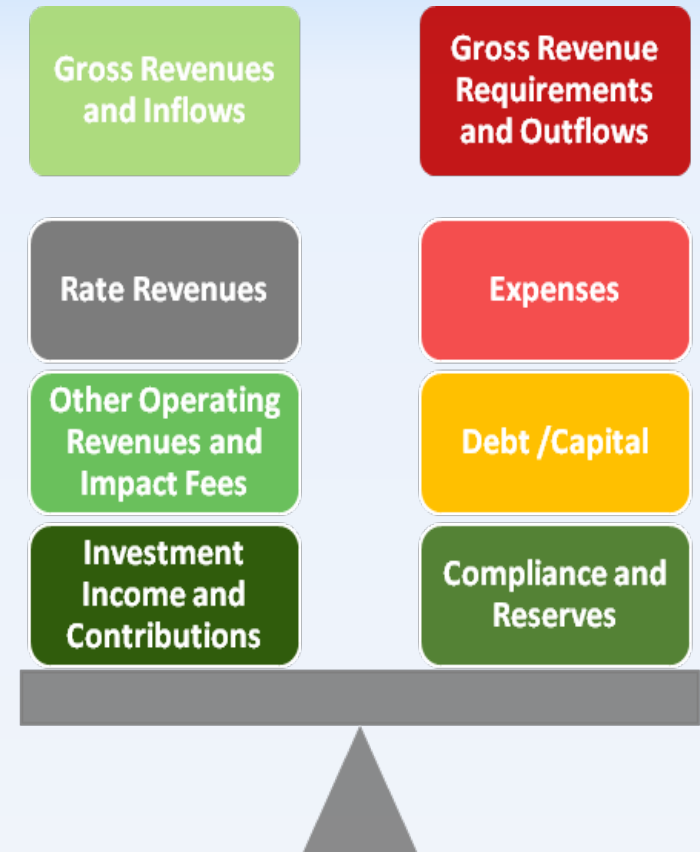 Gross Revenues
and Inflows
Gross Revenue
Requirements
and Outflows
Rate Revenues
Expenses
Other Operating
Revenues and
Impact Fees
Debt /Capital
Investment
Income and
Contributions
Compliance and
Reserves